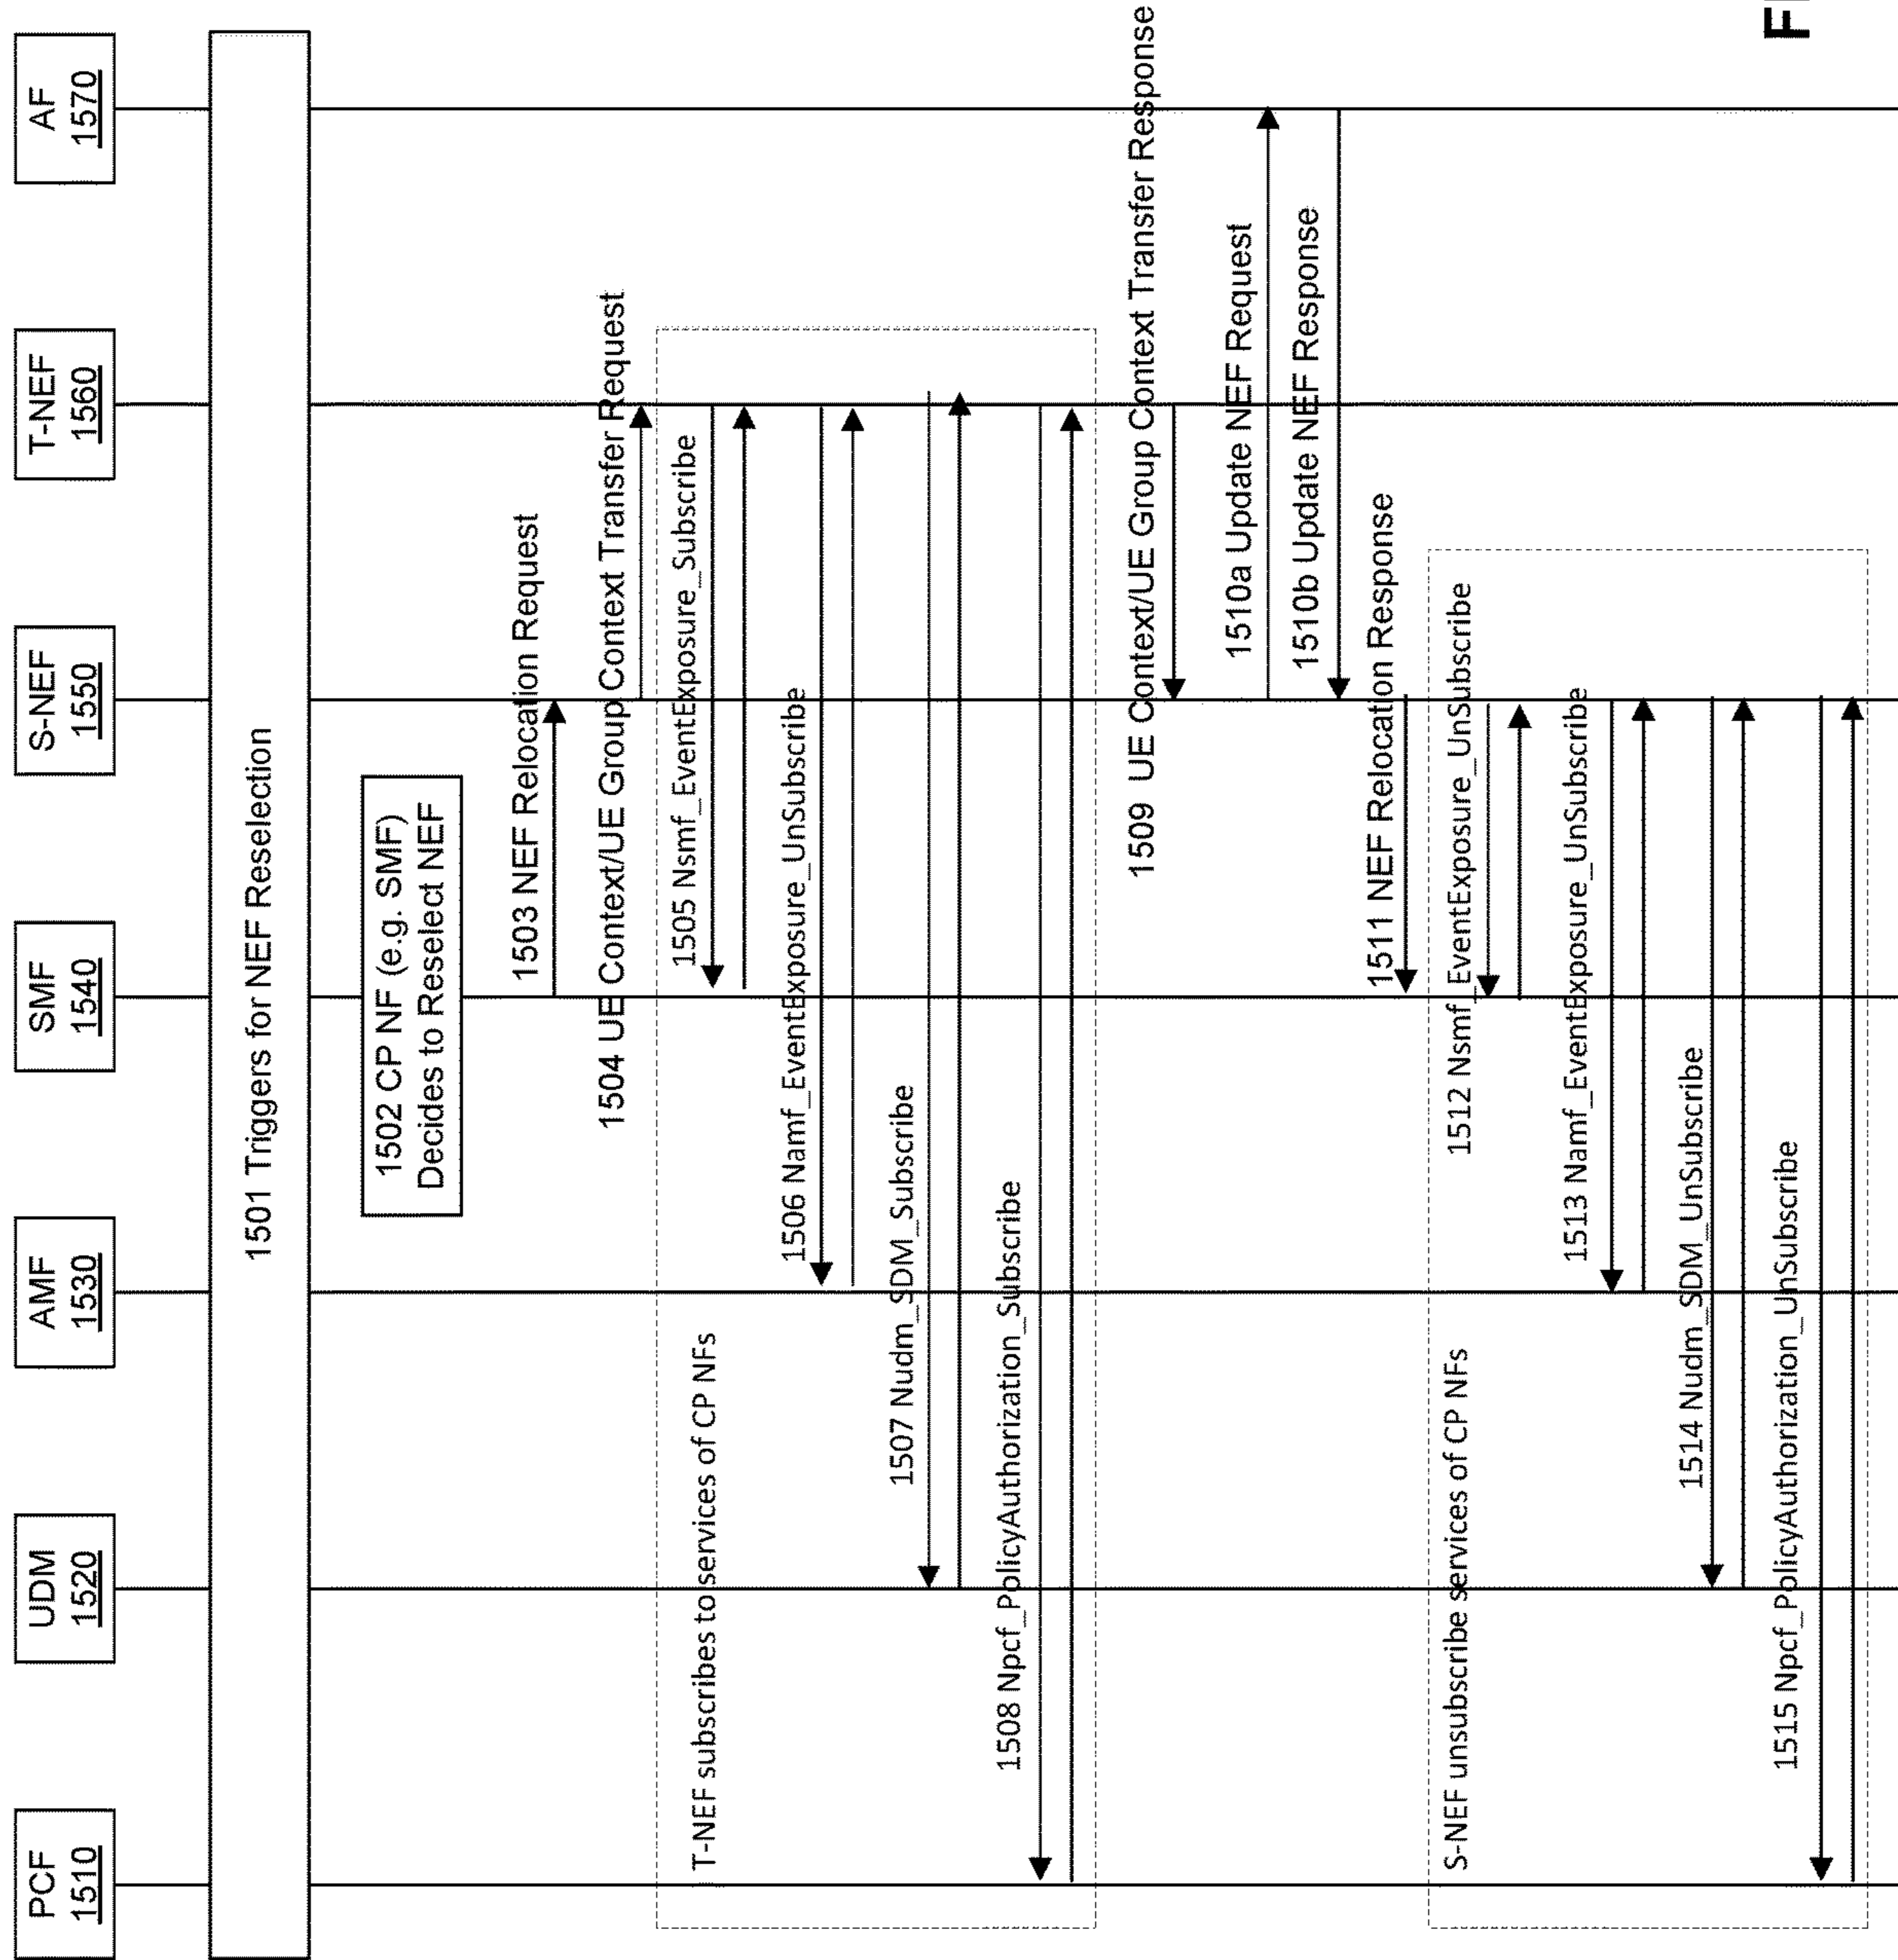 PCF
1510
UDM
1520
AMF
1530
SMF
1540
S-NEF
1550
T-NEF
1560
AF
1570
1501 Triggers for NEF Reselection
1502 CP NF (e.g. SMF)
Decides to Reselect NEF
1503 NEF Relocation Request
1504 UE Context/UE Group Context Transfer Request
T-NEF subscribes to services of CP NFs
1505 Nsmf_EventExposure_Subscribe
1506 Namf_EventExposure_UnSubscribe
1507 Nudm_SDM_Subscribe
1508 Npcf_PolicyAuthorization_Subscribe
1509 UE Context/UE Group Context Transfer Response
1510a Update NEF Request
1510b Update NEF Response
1511 NEF Relocation Response
S-NEF unsubscribe services of CP NFs
1512 Nsmf_EventExposure_UnSubscribe
1513 Namf_EventExposure_UnSubscribe
1514 Nudm_SDM_UnSubscribe
1515 Npcf_PolicyAuthorization_UnSubscribe